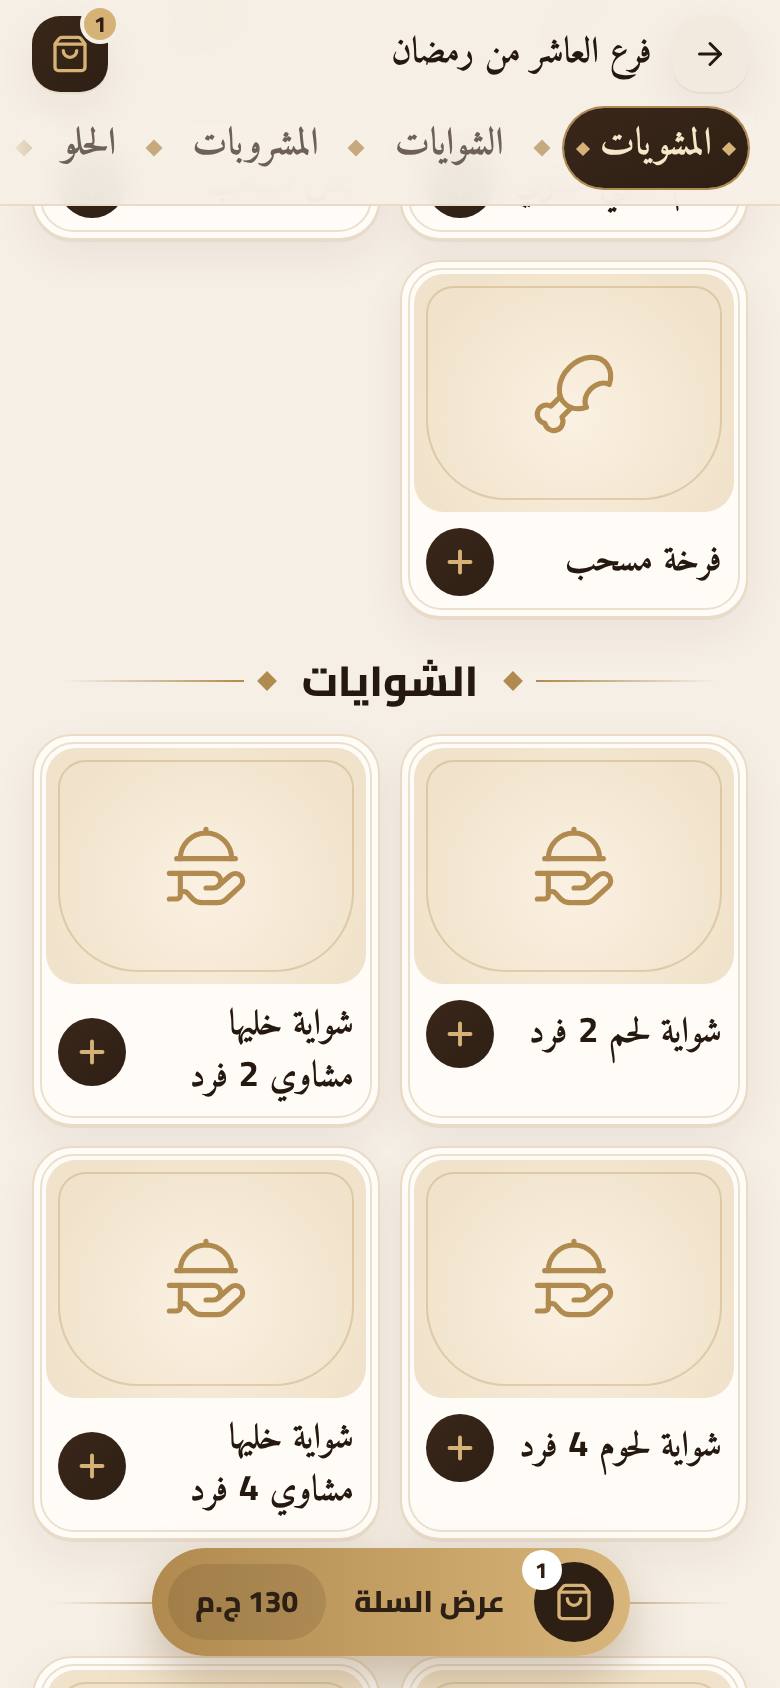 فرع العاشر من رمضان
1
المشويات
الشوايات
المشروبات
الحلو
فرخة مسحب
الشوايات
شواية لحم 2 فرد
شواية خليها
مشاوي 2 فرد
شواية لحوم 4 فرد
شواية خليها
مشاوي 4 فرد
1
عرض السلة
130 ج.م